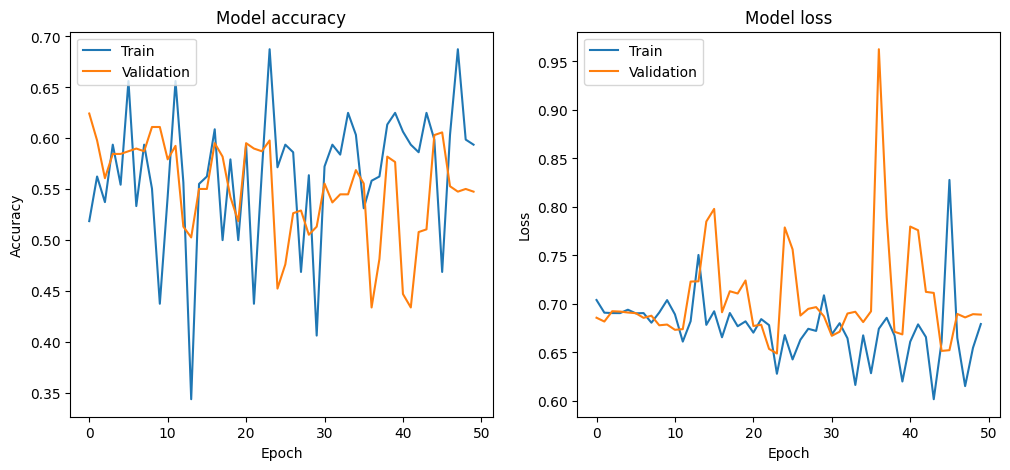 Model accuracy
Train
Validation
0.70
0.65
0.60
0.55
0.50
0.45
0.40
0.35
Accuracy
0 10 20 30 40 50
Epoch
Model loss
Train
Validation
0.95
0.90
0.85
0.80
0.75
0.70
0.65
0.60
Loss
0 10 20 30 40 50
Epoch